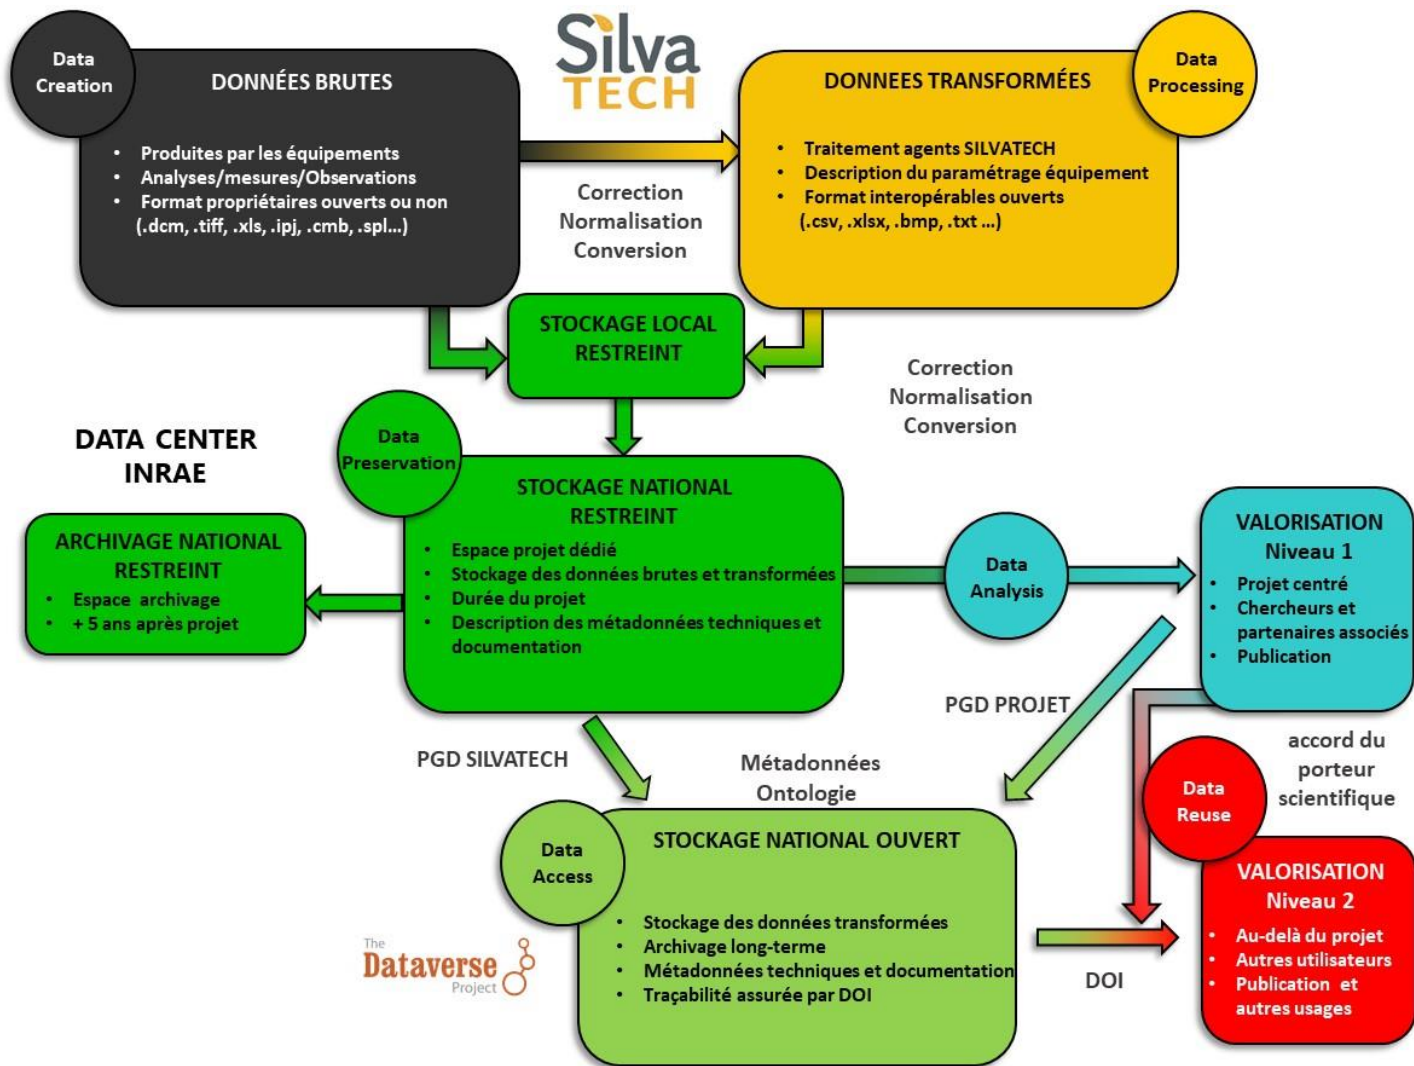 Data
Creation
DONNÉES BRUTES
• Produites par les équipements
• Analyses/mesures/Observations
• Format propriétaires ouverts ou non
(.dcm, .tiff, .xls, .ipj, .cmb, .spl…)
Silva
TECH
Correction
Normalisation
Conversion
DONNEES TRANSFORMÉES
Data
Processing
• Traitement agents SILVATECH
• Description du paramétrage équipement
• Format interopérables ouverts
(.csv, .xlsx, .bmp, .txt ...)
STOCKAGE LOCAL
RESTREINT
Correction
Normalisation
Conversion
DATA CENTER
INRAE
Data
Preservation
STOCKAGE NATIONAL
RESTREINT
• Espace projet dédié
• Stockage des données brutes et transformées
• Durée du projet
• Description des métadonnées techniques et
documentation
ARCHIVAGE NATIONAL
RESTREINT
• Espace archivage
• + 5 ans après projet
Data
Analysis
VALORISATION
Niveau 1
• Projet centré
• Chercheurs et
partenaires associés
• Publication
PGD PROJET
PGD SILVATECH
Métadonnées
Ontologie
accord du
porteur
scientifique
Data
Reuse
Data
Access
STOCKAGE NATIONAL OUVERT
• Stockage des données transformées
• Archivage long-terme
• Métadonnées techniques et documentation
• Traçabilité assurée par DOI
The
Dataverse
Project
DOI
VALORISATION
Niveau 2
• Au-delà du projet
• Autres utilisateurs
• Publication et
autres usages